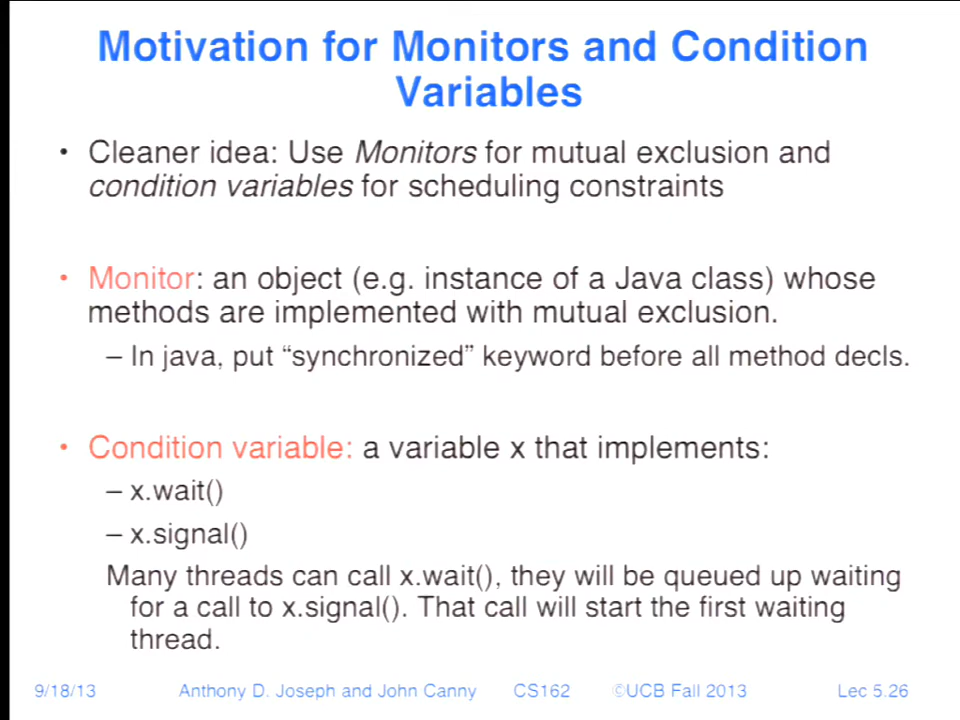 Motivation for Monitors and Condition
Variables
• Cleaner idea: Use Monitors for mutual exclusion and
condition variables for scheduling constraints
• Monitor: an object (e.g. instance of a Java class) whose
methods are implemented with mutual exclusion.
– In java, put “synchronized” keyword before all method decls.
• Condition variable: a variable x that implements:
– x.wait()
– x.signal()
Many threads can call x.wait(), they will be queued up waiting
for a call to x.signal(). That call will start the first waiting
thread.
9/18/13 Anthony D. Joseph and John Canny CS162 ©UCB Fall 2013 Lec 5.26